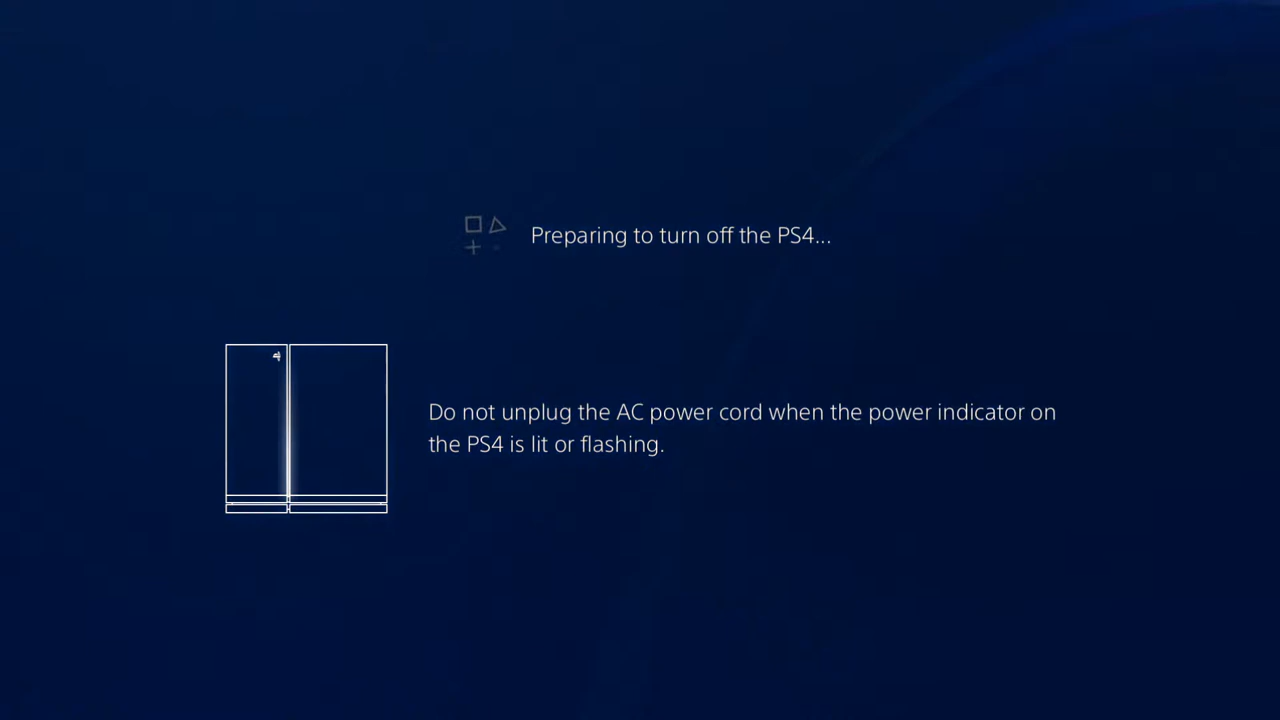 Preparing to turn off the PS4...
Do not unplug the AC power cord when the power indicator on
the PS4 is lit or flashing.